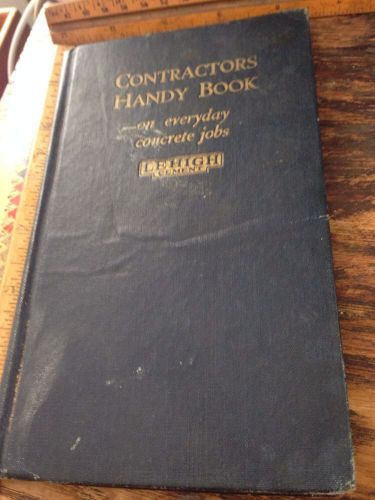 CONTRACTORS
HANDY BOOK
on everyday
concrete jobs
LEHIGH
CEMENT